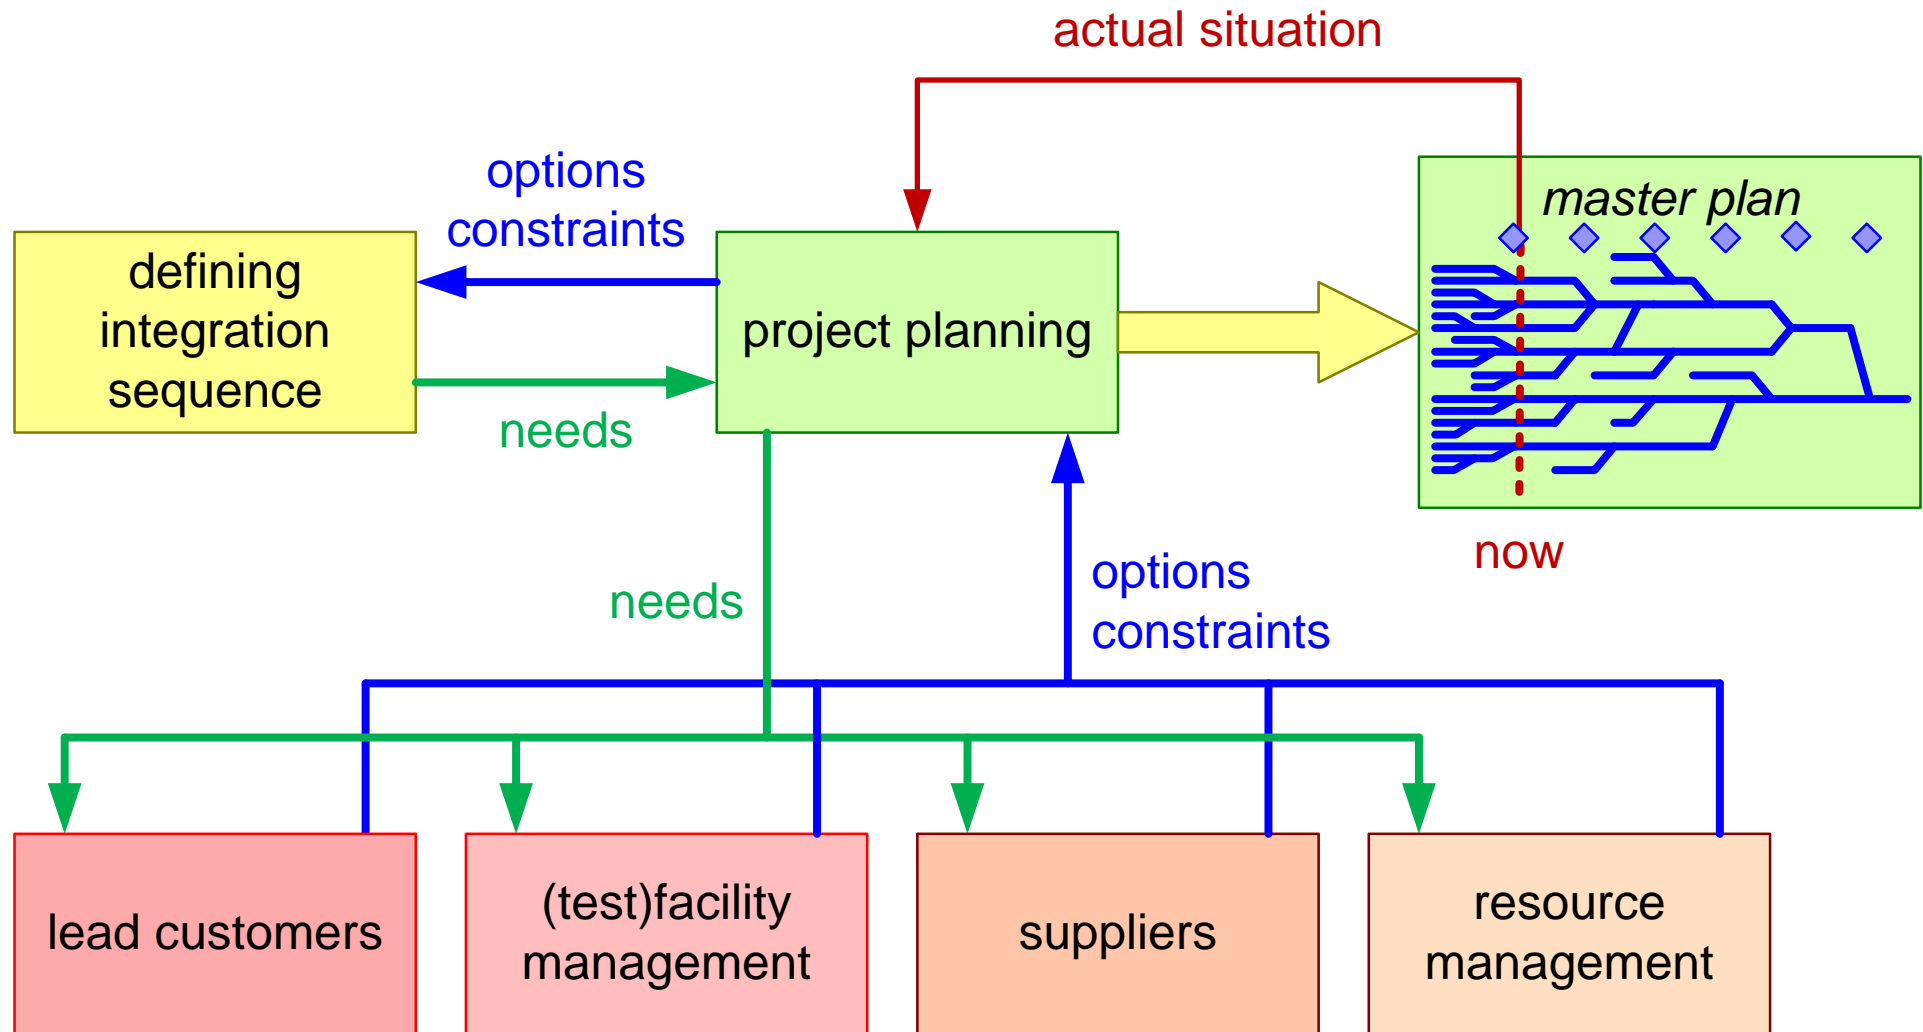 actual situation
options
constraints
master plan
defining
integration
sequence
project planning
needs
now
needs
options
constraints
lead customers
(test)facility
management
suppliers
resource
management